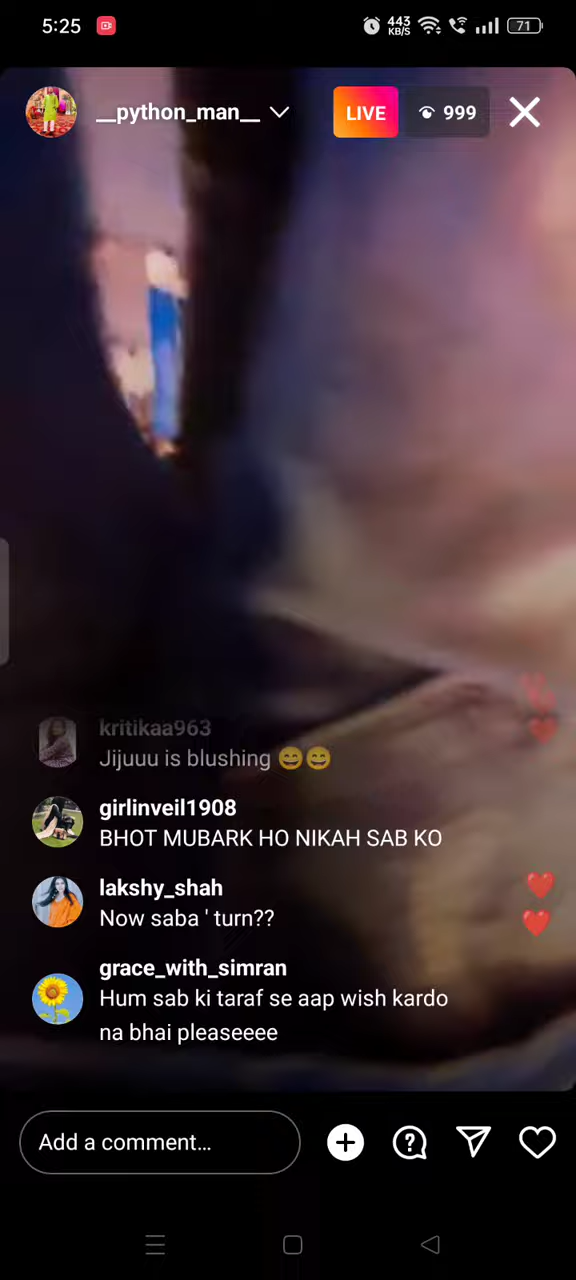 5:25
443
KB/S
71
__python_man__
LIVE
999
kritikaa963
Jijuuu is blushing 😄😄
girlinveil1908
BHOT MUBARK HO NIKAH SAB KO
lakshy_shah
Now saba ' turn??
grace_with_simran
Hum sab ki taraf se aap wish kardo
na bhai pleaseeee
Add a comment...